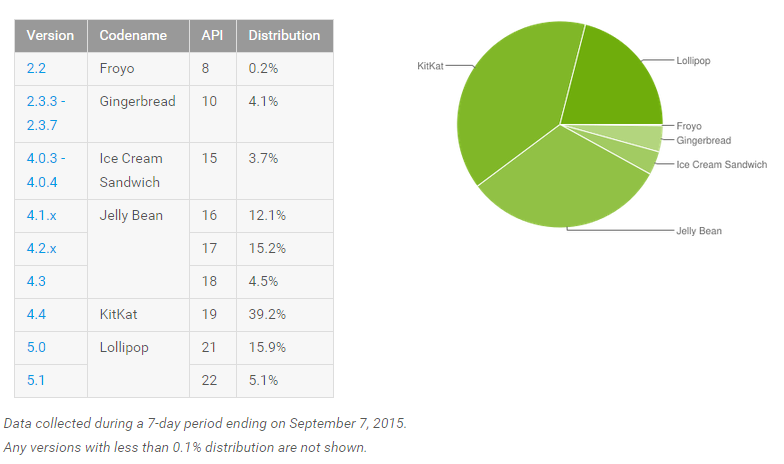 Version Codename API Distribution
2.2 Froyo 8 0.2%
2.3.3 - Gingerbread 10 4.1%
2.3.7
4.0.3 - Ice Cream 15 3.7%
4.0.4 Sandwich
4.1.x Jelly Bean 16 12.1%
4.2.x 17 15.2%
4.3 18 4.5%
4.4 KitKat 19 39.2%
5.0 Lollipop 21 15.9%
5.1 22 5.1%
Lollipop
KitKat
Froyo
Gingerbread
Ice Cream Sandwich
Jelly Bean
Data collected during a 7-day period ending on September 7, 2015.
Any versions with less than 0.1% distribution are not shown.